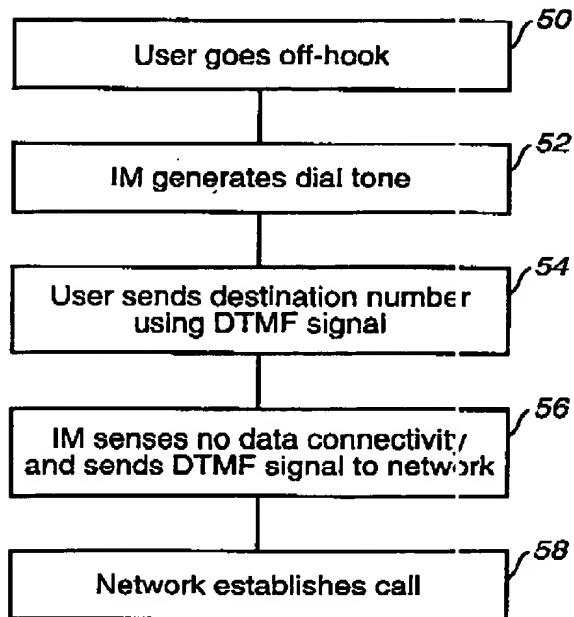 50
User goes off-hook
52
IM generates dial tone
54
User sends destination number
using DTMF signal
56
IM senses no data connectivity
and sends DTMF signal to network
58
Network establishes call